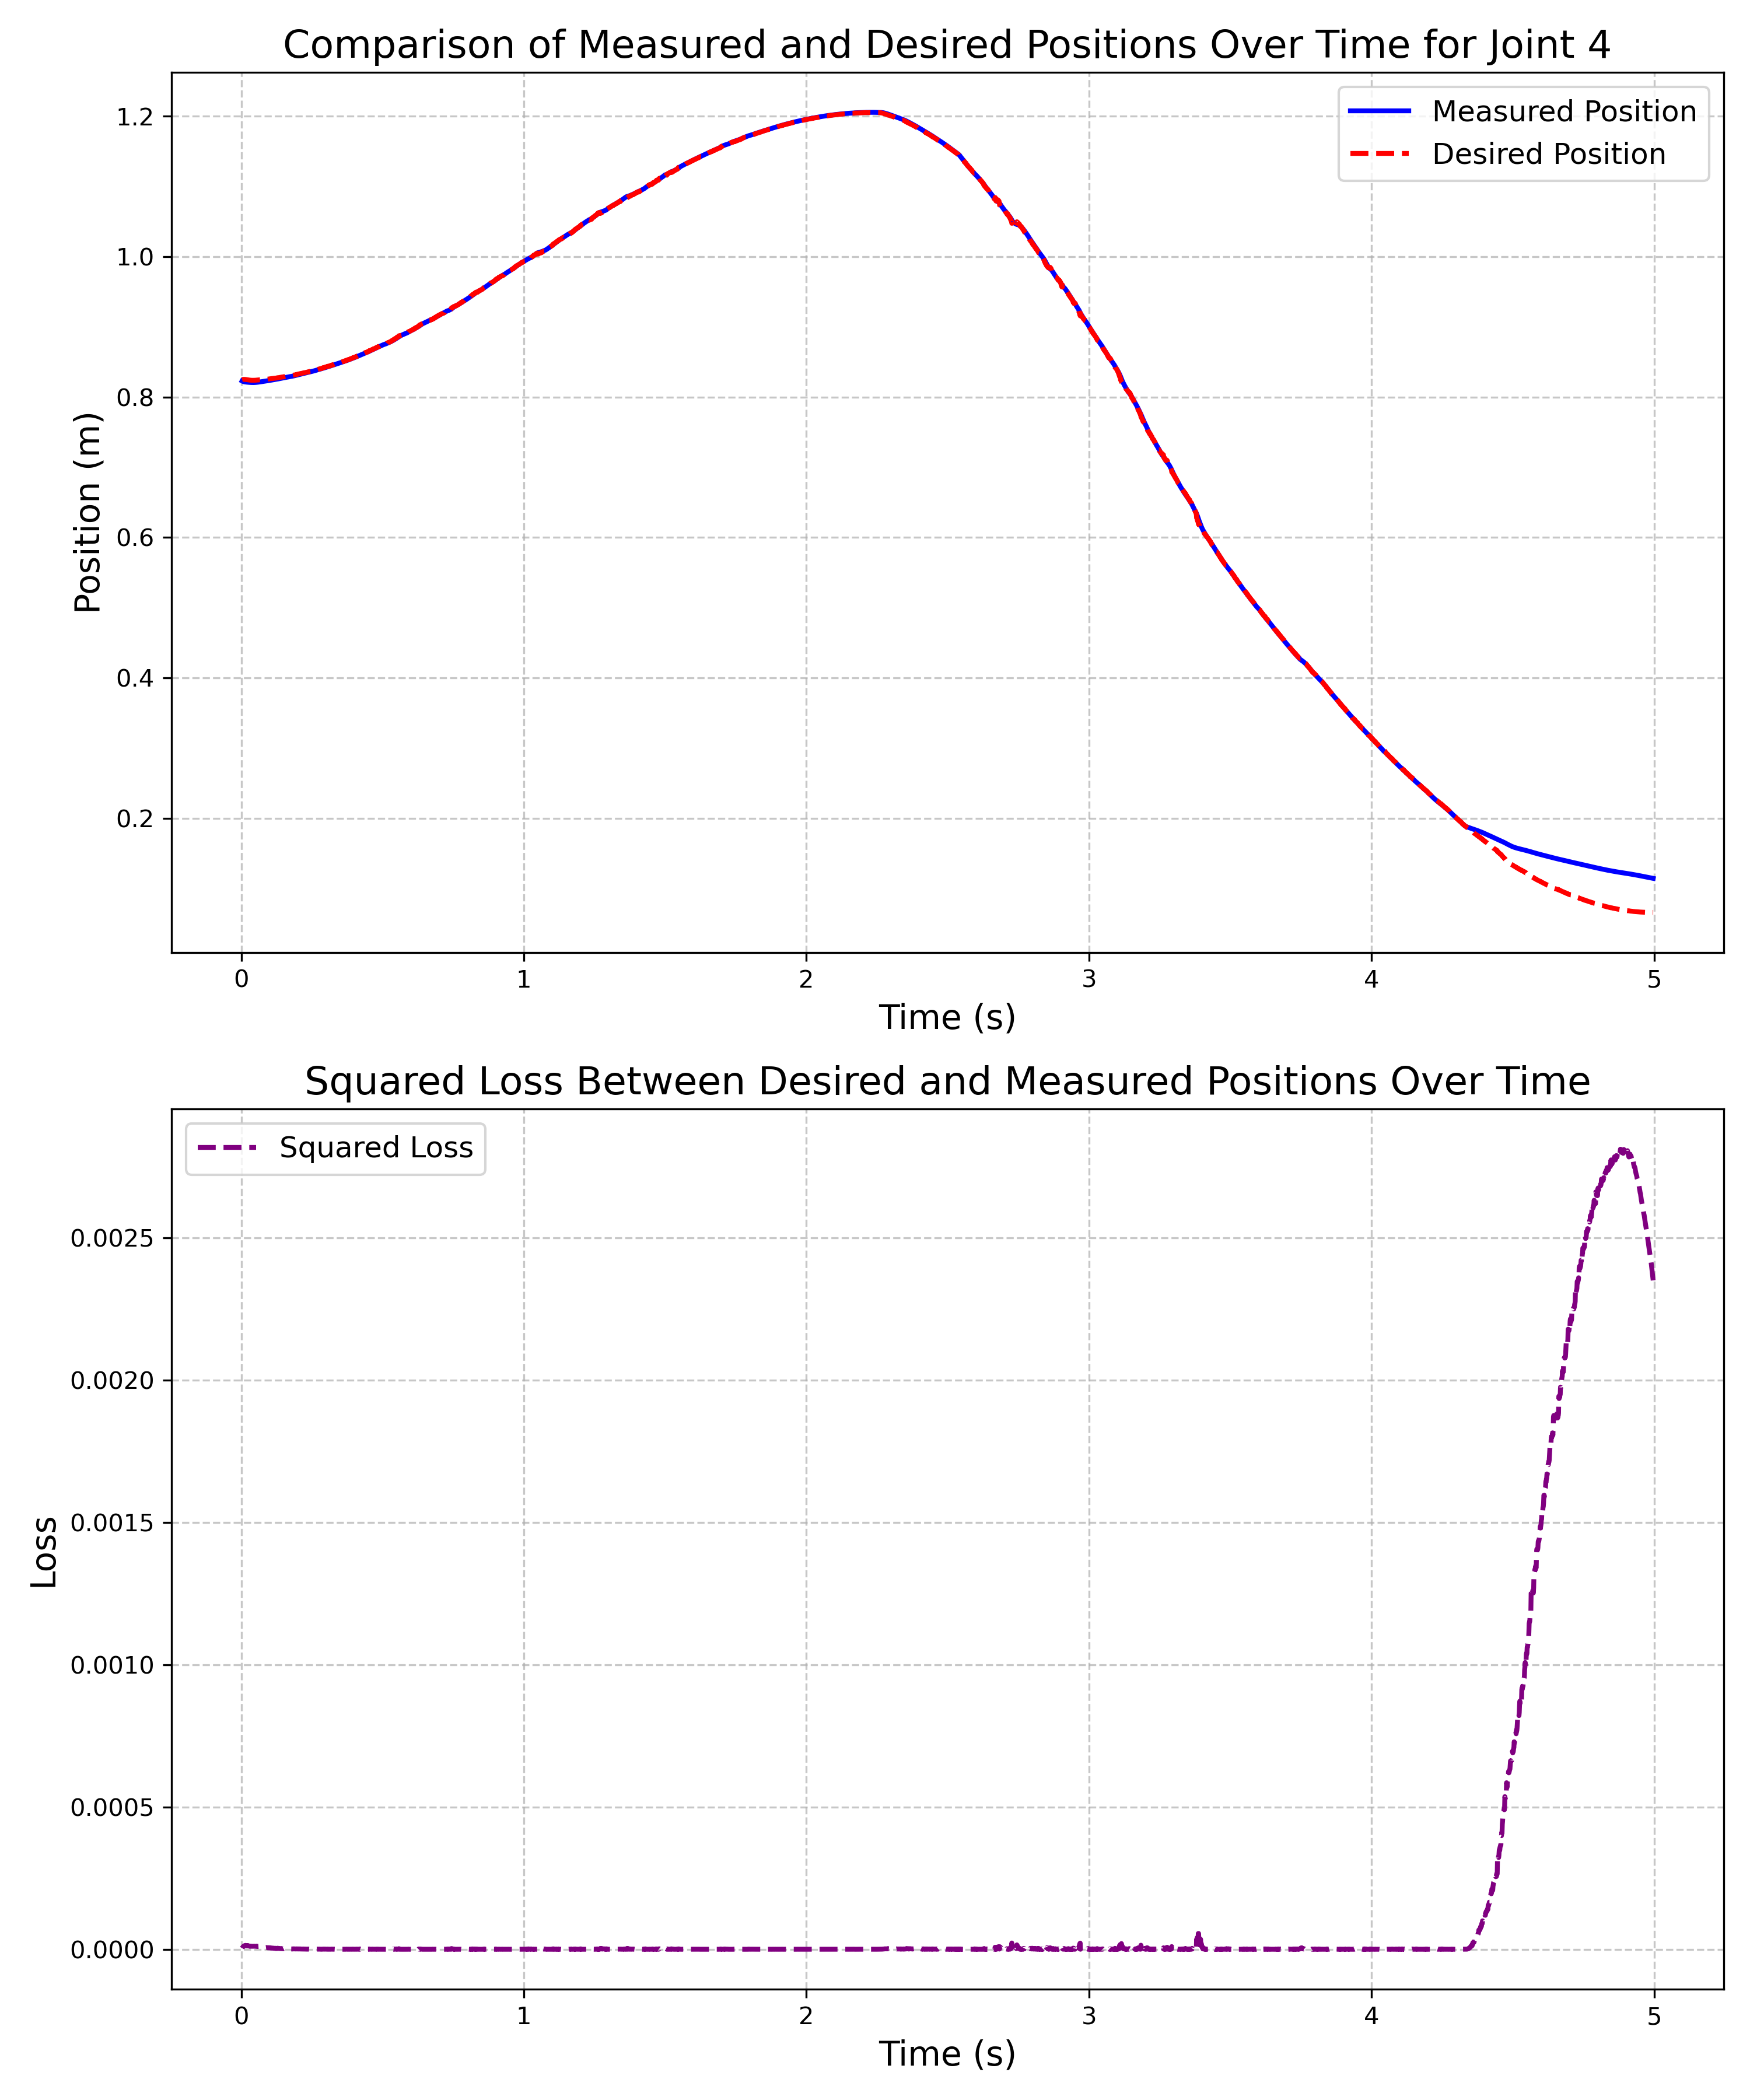 Comparison of Measured and Desired Positions Over Time for Joint 4
Measured Position
Desired Position
Position (m)
1.2
1.0
0.8
0.6
0.4
0.2
0 1 2 3 4 5
Time (s)
Squared Loss Between Desired and Measured Positions Over Time
Squared Loss
Loss
0.0025
0.0020
0.0015
0.0010
0.0005
0.0000
0 1 2 3 4 5
Time (s)